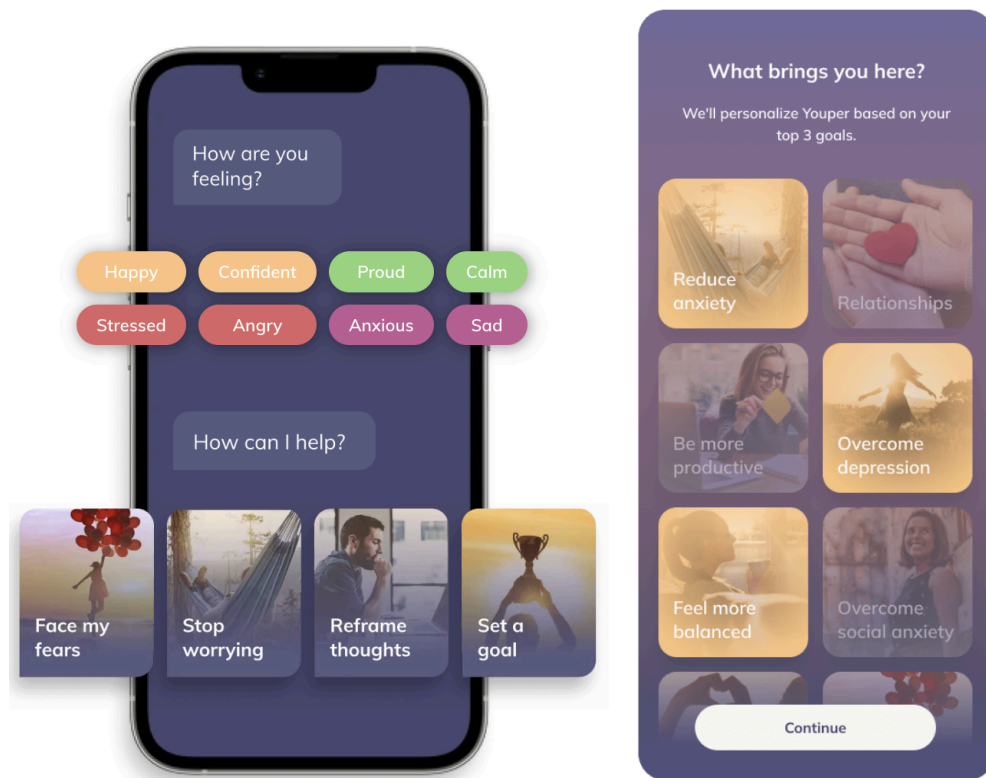 How are you
feeling?
Happy
Confident
Proud
Calm
Stressed
Angry
Anxious
Sad
How can I help?
Face my
fears
Stop
worrying
Reframe
thoughts
Set a
goal
What brings you here?
We'll personalize Youper based on your
top 3 goals.
Reduce
anxiety
Relationships
Be more
productive
Overcome
depression
Feel more
balanced
Overcome
social anxiety
Continue